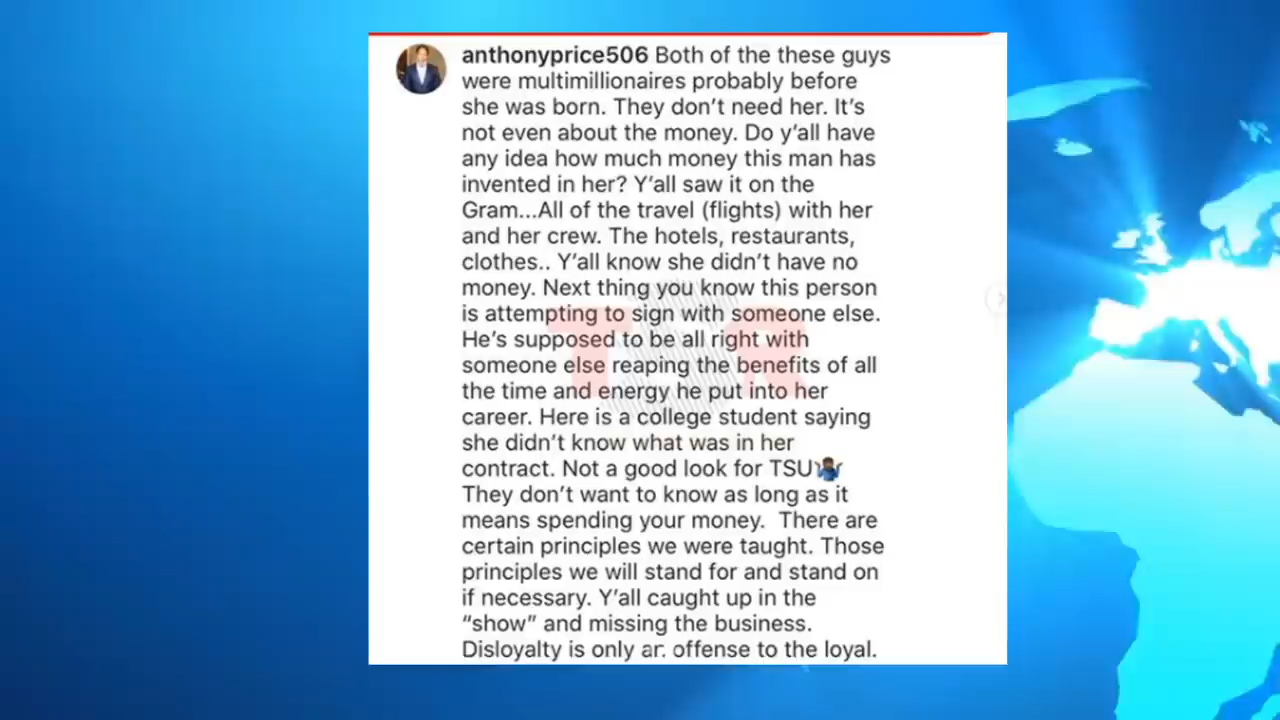 anthonyprice506 Both of the these guys
were multimillionaires probably before
she was born. They don't need her. It's
not even about the money. Do y'all have
any idea how much money this man has
invented in her? Y'all saw it on the
Gram...All of the travel (flights) with her
and her crew. The hotels, restaurants,
clothes.. Y'all know she didn't have no
money. Next thing you know this person
is attempting to sign with someone else.
He's supposed to be all right with
someone else reaping the benefits of all
the time and energy he put into her
career. Here is a college student saying
she didn't know what was in her
contract. Not a good look for TSU🤷🏾‍♂️
They don't want to know as long as it
means spending your money.  There are
certain principles we were taught. Those
principles we will stand for and stand on
if necessary. Y'all caught up in the
“show” and missing the business.
Disloyalty is only an offense to the loyal.
TSR